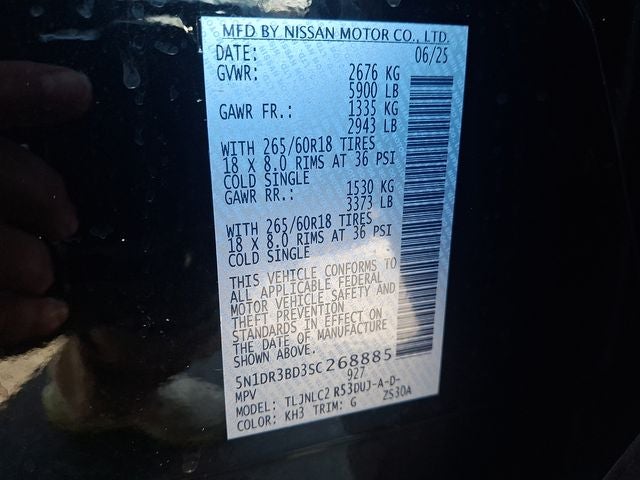 MFD BY NISSAN MOTOR CO., LTD.
DATE: 06/25
GVWR: 2676 KG
5900 LB
GAWR FR.: 1335 KG
2943 LB
WITH 265/60R18 TIRES
18 X 8.0 RIMS AT 36 PSI
COLD SINGLE
GAWR RR.: 1530 KG
3373 LB
WITH 265/60R18 TIRES
18 X 8.0 RIMS AT 36 PSI
COLD SINGLE
THIS VEHICLE CONFORMS TO
ALL APPLICABLE FEDERAL
MOTOR VEHICLE SAFETY AND
THEFT PREVENTION
STANDARDS IN EFFECT ON
THE DATE OF MANUFACTURE
SHOWN ABOVE.
5N1DR3BD3SC268885
MPV 927
MODEL: TLJNLC2 R53DUJ-A-D-
COLOR: KH3 TRIM: G ZS30A